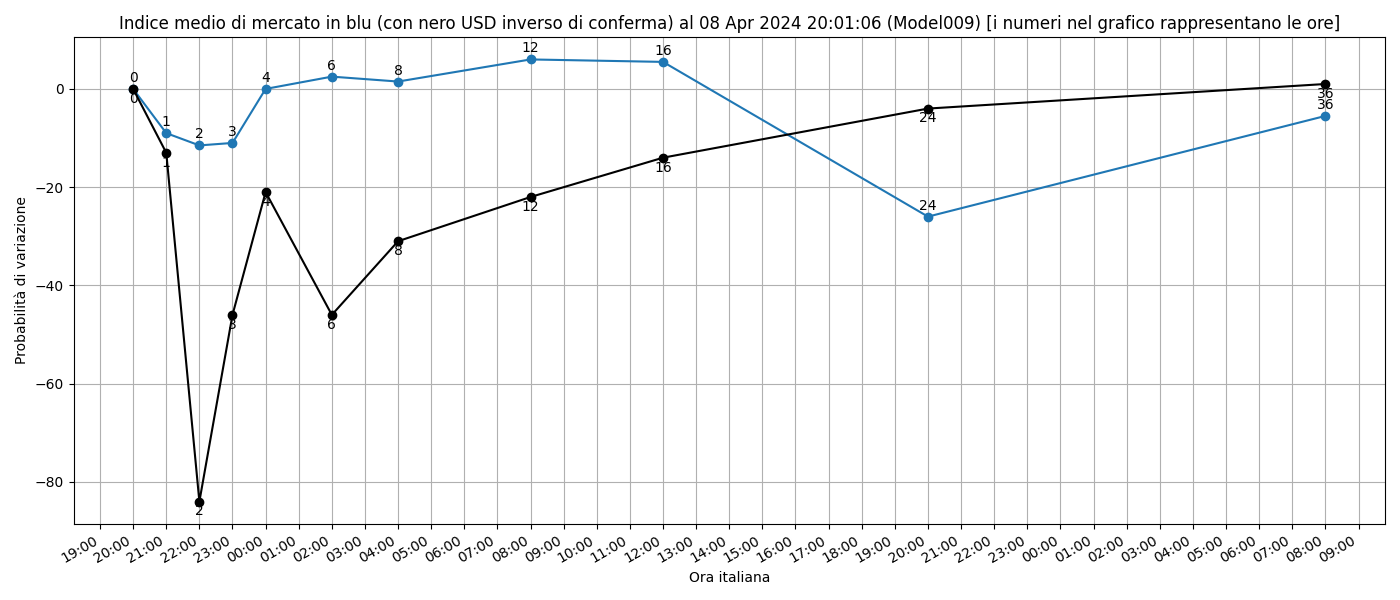 Indice medio di mercato in blu (con nero USD inverso di conferma) al 08 Apr 2024 20:01:06 (Model009) [i numeri nel grafico rappresentano le ore]
Probabilità di variazione
0
−20
−40
−60
−80
0 1 2 3 4 6 8 12 16 24 36
0 1 2 3 4 6 8 12 16 24 36
19:00 20:00 21:00 22:00 23:00 00:00 01:00 02:00 03:00 04:00 05:00 06:00 07:00 08:00 09:00 10:00 11:00 12:00 13:00 14:00 15:00 16:00 17:00 18:00 19:00 20:00 21:00 22:00 23:00 00:00 01:00 02:00 03:00 04:00 05:00 06:00 07:00 08:00 09:00
Ora italiana